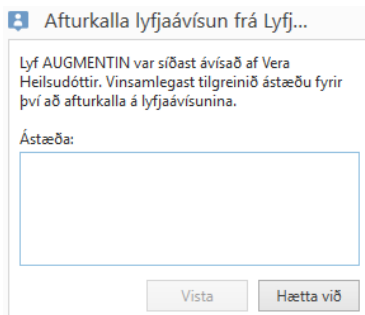 Afturkalla lyfjaávísun frá Lyfj...
Lyf AUGMENTIN var síðast ávísað af Vera
Heilsudóttir. Vinsamlegast tilgreinið ástæðu fyrir
því að afturkalla á lyfjaávísunina.
Ástæða:
Vista
Hætta við